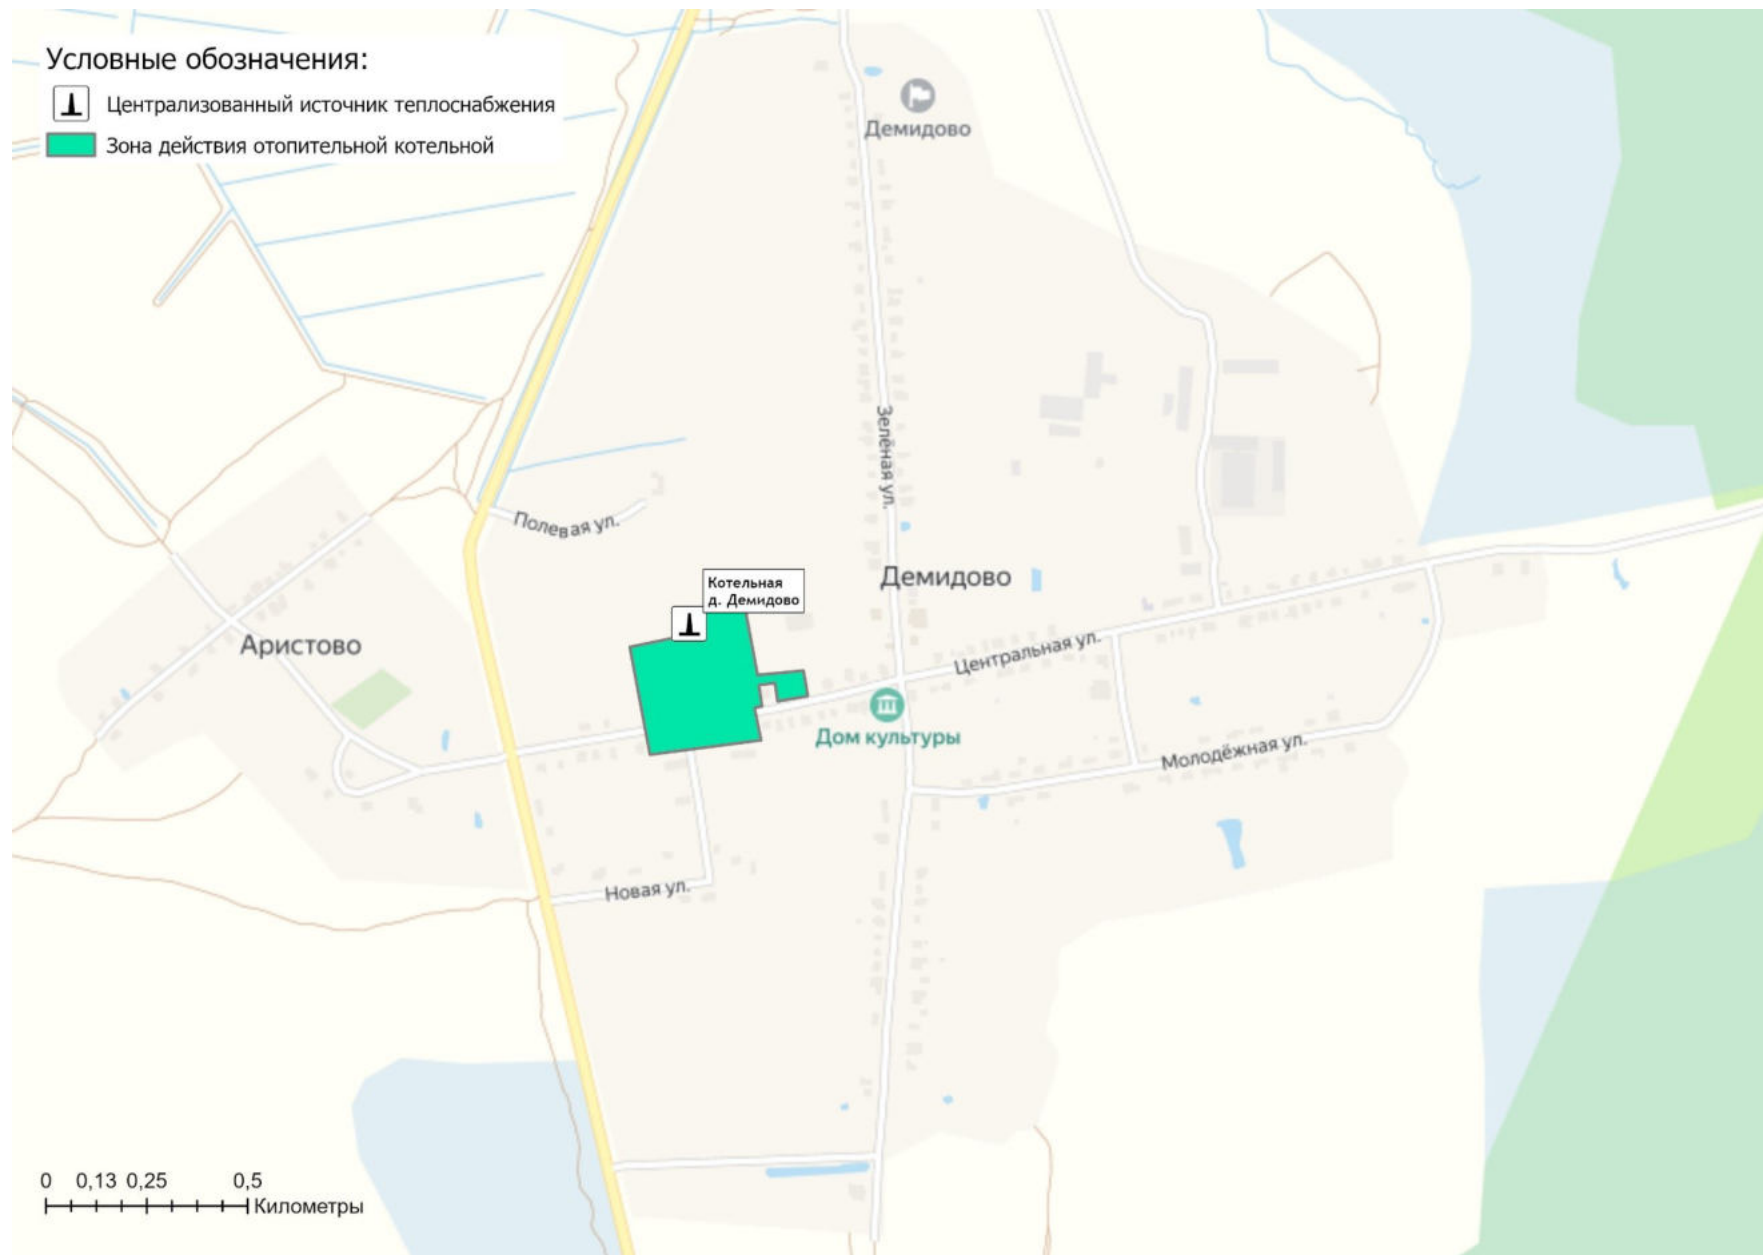 Условные обозначения:
Централизованный источник теплоснабжения
Зона действия отопительной котельной
Демидово
Зелёная ул.
Полевая ул.
Котельная
д. Демидово
Демидово
Аристово
Центральная ул.
Дом культуры
Молодёжная ул.
Новая ул.
0 0,13 0,25 0,5
Километры